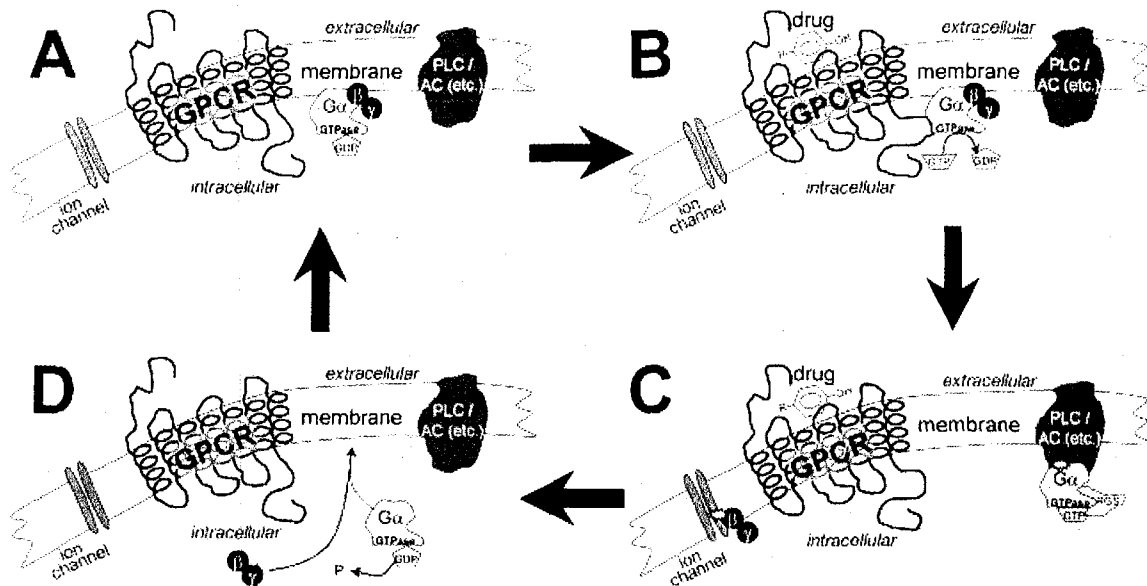 A
extracellular
membrane
PLC /
AC (etc.)
GPCR
β
γ
Gα
GTPase
GDP
intracellular
ion
channel
B
drug
extracellular
membrane
PLC /
AC (etc.)
GPCR
β
γ
Gα
GTPase
GTP
GDP
intracellular
ion
channel
D
extracellular
membrane
PLC /
AC (etc.)
GPCR
Gα
GTPase
GDP
P
intracellular
β
γ
ion
channel
C
drug
extracellular
membrane
PLC /
AC (etc.)
GPCR
Gα
GTPase
RGS
GTP
β
γ
intracellular
ion
channel